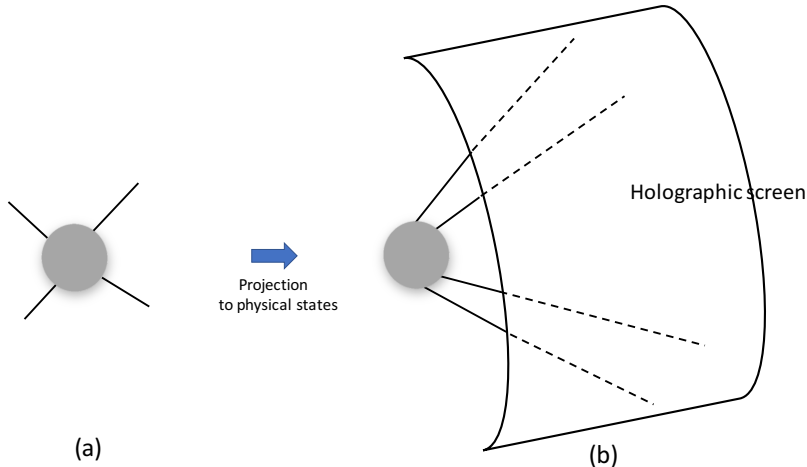 Holographic screen
Projection
to physical states
(a)
(b)